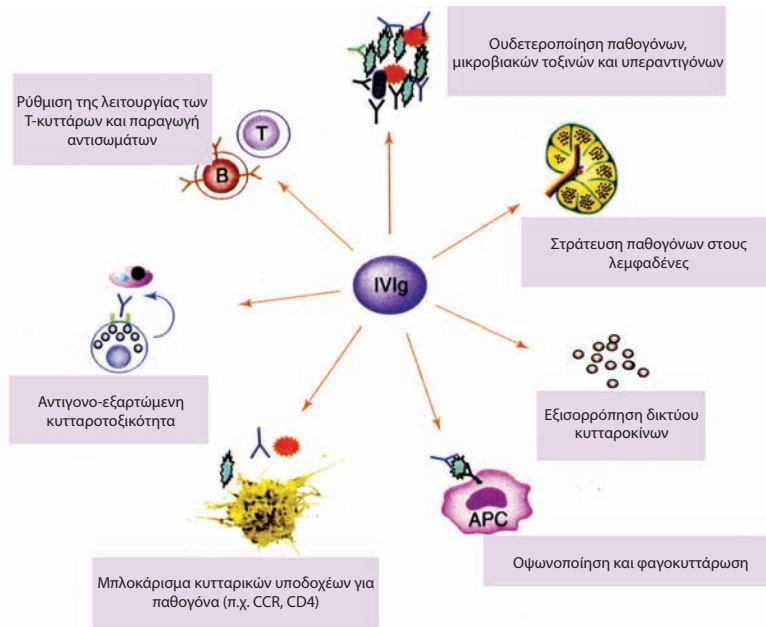 Ουδετεροποίηση παθογόνων,
μικροβιακών τοξινών και υπεραντιγόνων
Ρύθμιση της λειτουργίας των
Τ-κυττάρων και παραγωγή
αντισωμάτων
T
B
Στράτευση παθογόνων στους
λεμφαδένες
IVIg
Αντιγονο-εξαρτώμενη
κυτταροτοξικότητα
Εξισορρόπηση δικτύου
κυτταροκίνων
APC
Οψωνοποίηση και φαγοκυττάρωση
Μπλοκάρισμα κυτταρικών υποδοχέων για
παθογόνα (π.χ. CCR, CD4)